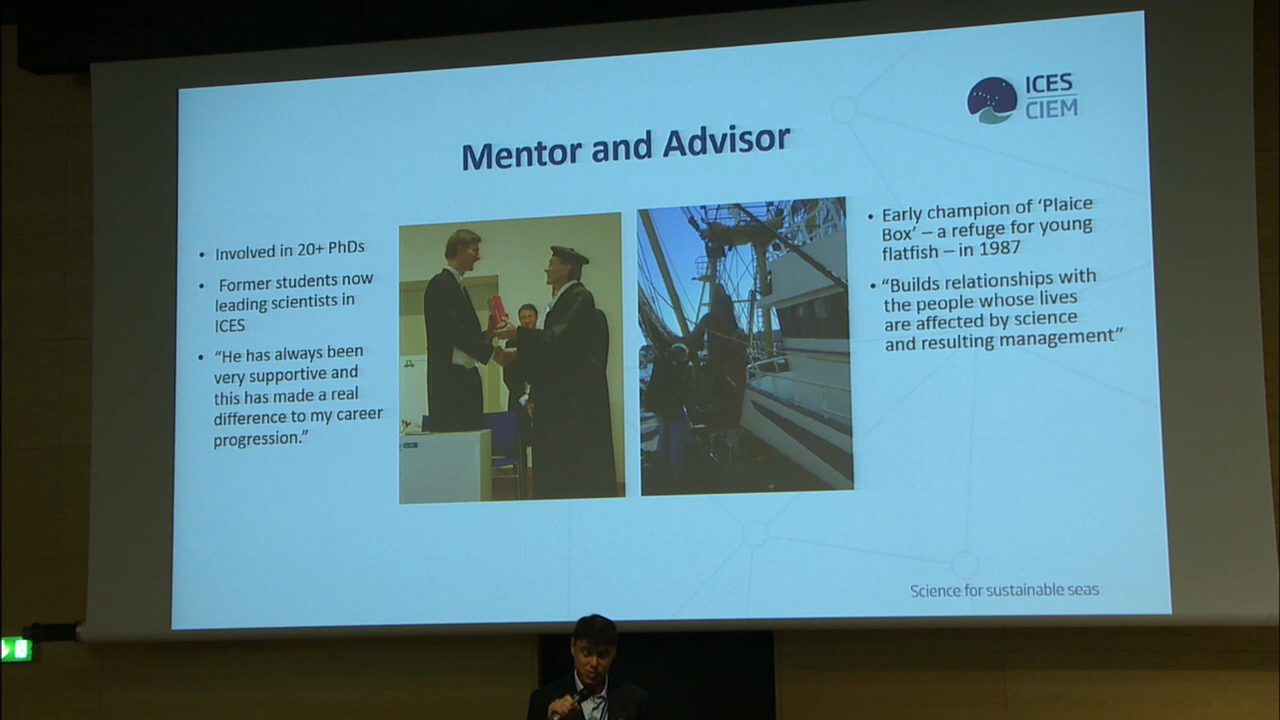 ICES
CIEM
Mentor and Advisor
• Involved in 20+ PhDs
• Former students now
leading scientists in
ICES
• “He has always been
very supportive and
this has made a real
difference to my career
progression.”
• Early champion of ‘Plaice
Box’ – a refuge for young
flatfish – in 1987
• “Builds relationships with
the people whose lives
are affected by science
and resulting management”
Science for sustainable seas